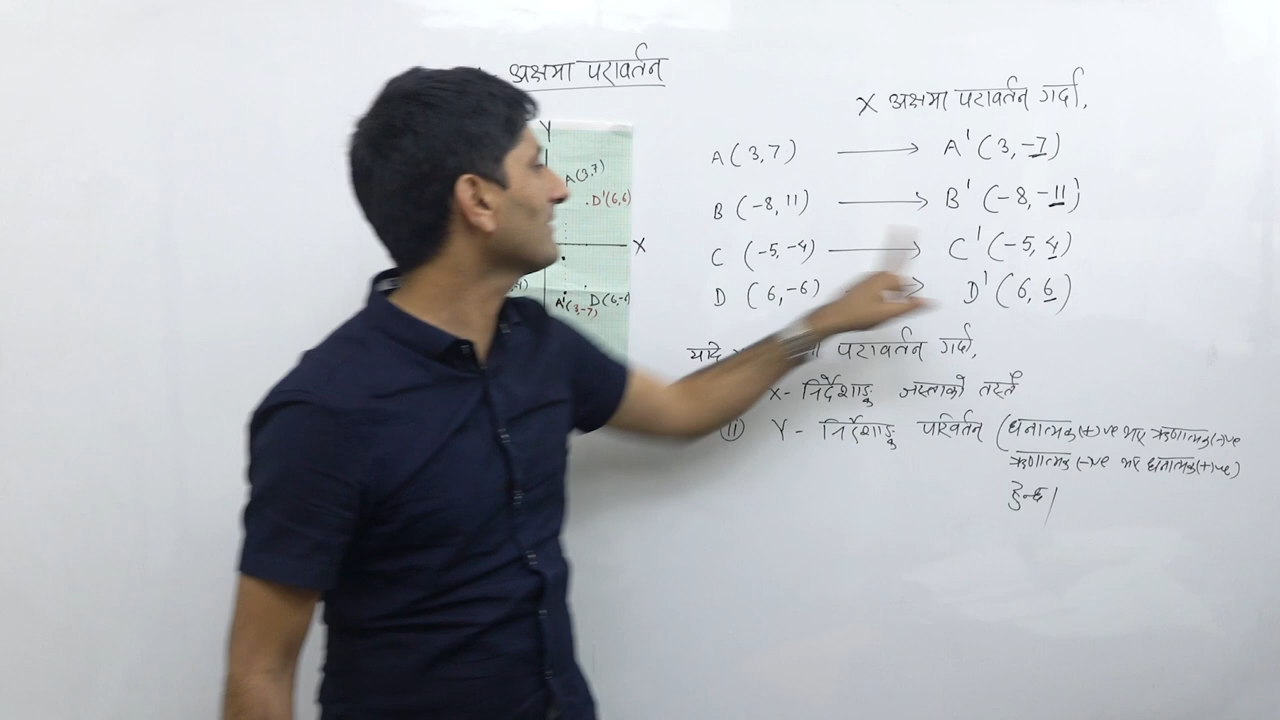 अक्षमा परावर्तन
Y
A(3,7)
.D'(6,6)
X
A'(3,-7)
D(6,-
X अक्षमा परावर्तन गर्दा,
A (3, 7) → A' (3, -7)
B (-8, 11) → B' (-8, -11)
C (-5, -4) → C' (-5, 4)
D (6, -6) → D' (6, 6)
यदि परावर्तन गर्दा,
X- निर्देशाङ्क जस्ताको तस्तै
(ii) Y- निर्देशाङ्क परिवर्तन (धनात्मक(+)ve भए ऋणात्मक(-)ve
ऋणात्मक (-)ve भए धनात्मक(+)ve)
हुन्छ।